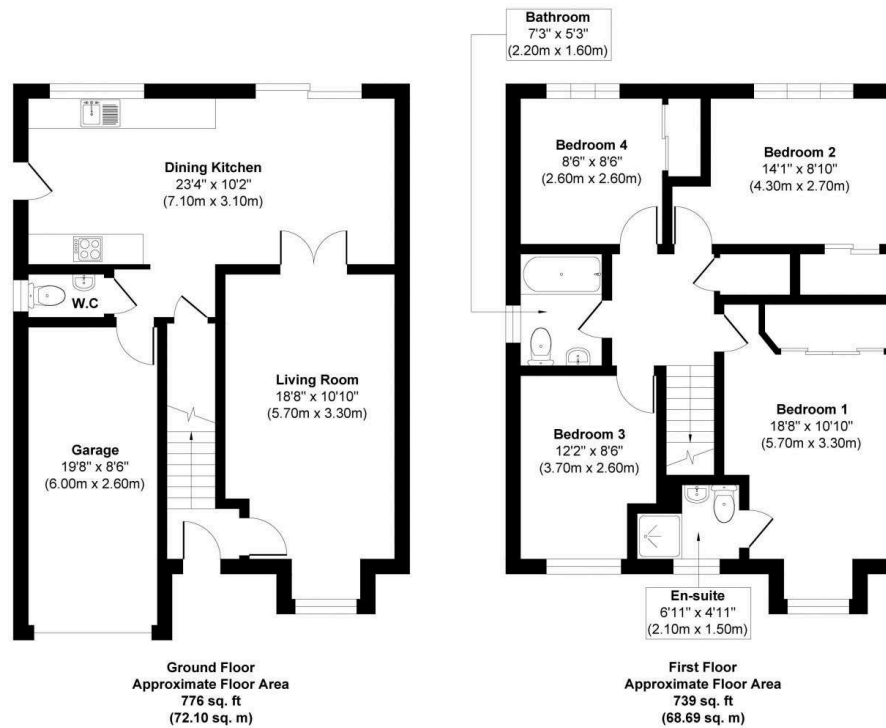 Bathroom
7'3" x 5'3"
(2.20m x 1.60m)
Dining Kitchen
23'4" x 10'2"
(7.10m x 3.10m)
W.C
Living Room
18'8" x 10'10"
(5.70m x 3.30m)
Garage
19'8" x 8'6"
(6.00m x 2.60m)
Ground Floor
Approximate Floor Area
776 sq. ft
(72.10 sq. m)
Bedroom 4
8'6" x 8'6"
(2.60m x 2.60m)
Bedroom 2
14'1" x 8'10"
(4.30m x 2.70m)
Bedroom 3
12'2" x 8'6"
(3.70m x 2.60m)
Bedroom 1
18'8" x 10'10"
(5.70m x 3.30m)
En-suite
6'11" x 4'11"
(2.10m x 1.50m)
First Floor
Approximate Floor Area
739 sq. ft
(68.69 sq. m)